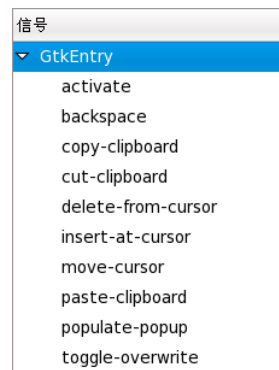 信号
GtkEntry
activate
backspace
copy-clipboard
cut-clipboard
delete-from-cursor
insert-at-cursor
move-cursor
paste-clipboard
populate-popup
toggle-overwrite